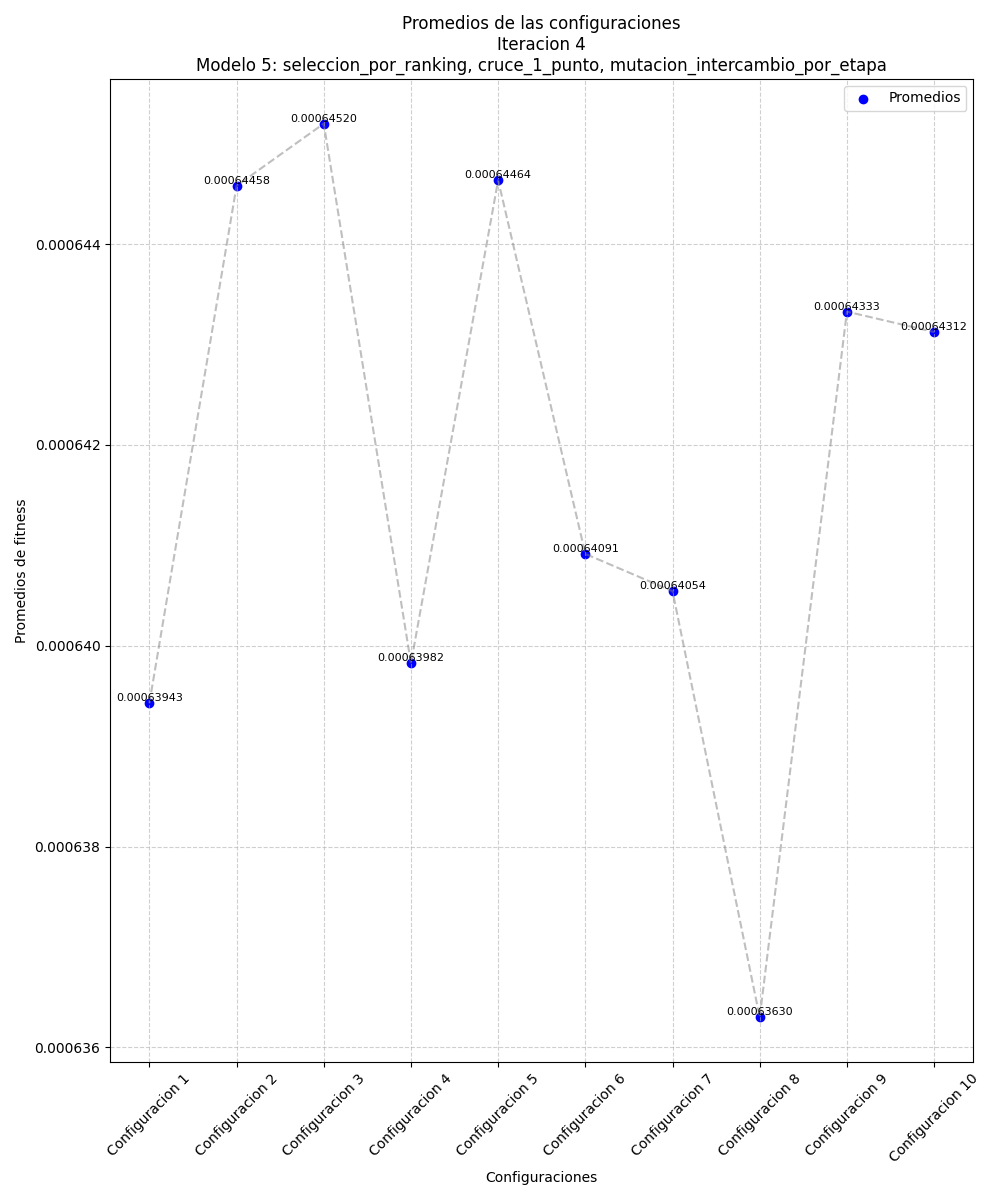 Promedios de las configuraciones
Iteracion 4
Modelo 5: seleccion_por_ranking, cruce_1_punto, mutacion_intercambio_por_etapa
Promedios
0.00064520
0.00064458
0.00064464
0.000644
0.00064333
0.00064312
0.000642
0.00064091
0.00064054
0.000640
0.00063982
0.00063943
0.000638
0.00063630
0.000636
Promedios de fitness
Configuracion 1
Configuracion 2
Configuracion 3
Configuracion 4
Configuracion 5
Configuracion 6
Configuracion 7
Configuracion 8
Configuracion 9
Configuracion 10
Configuraciones